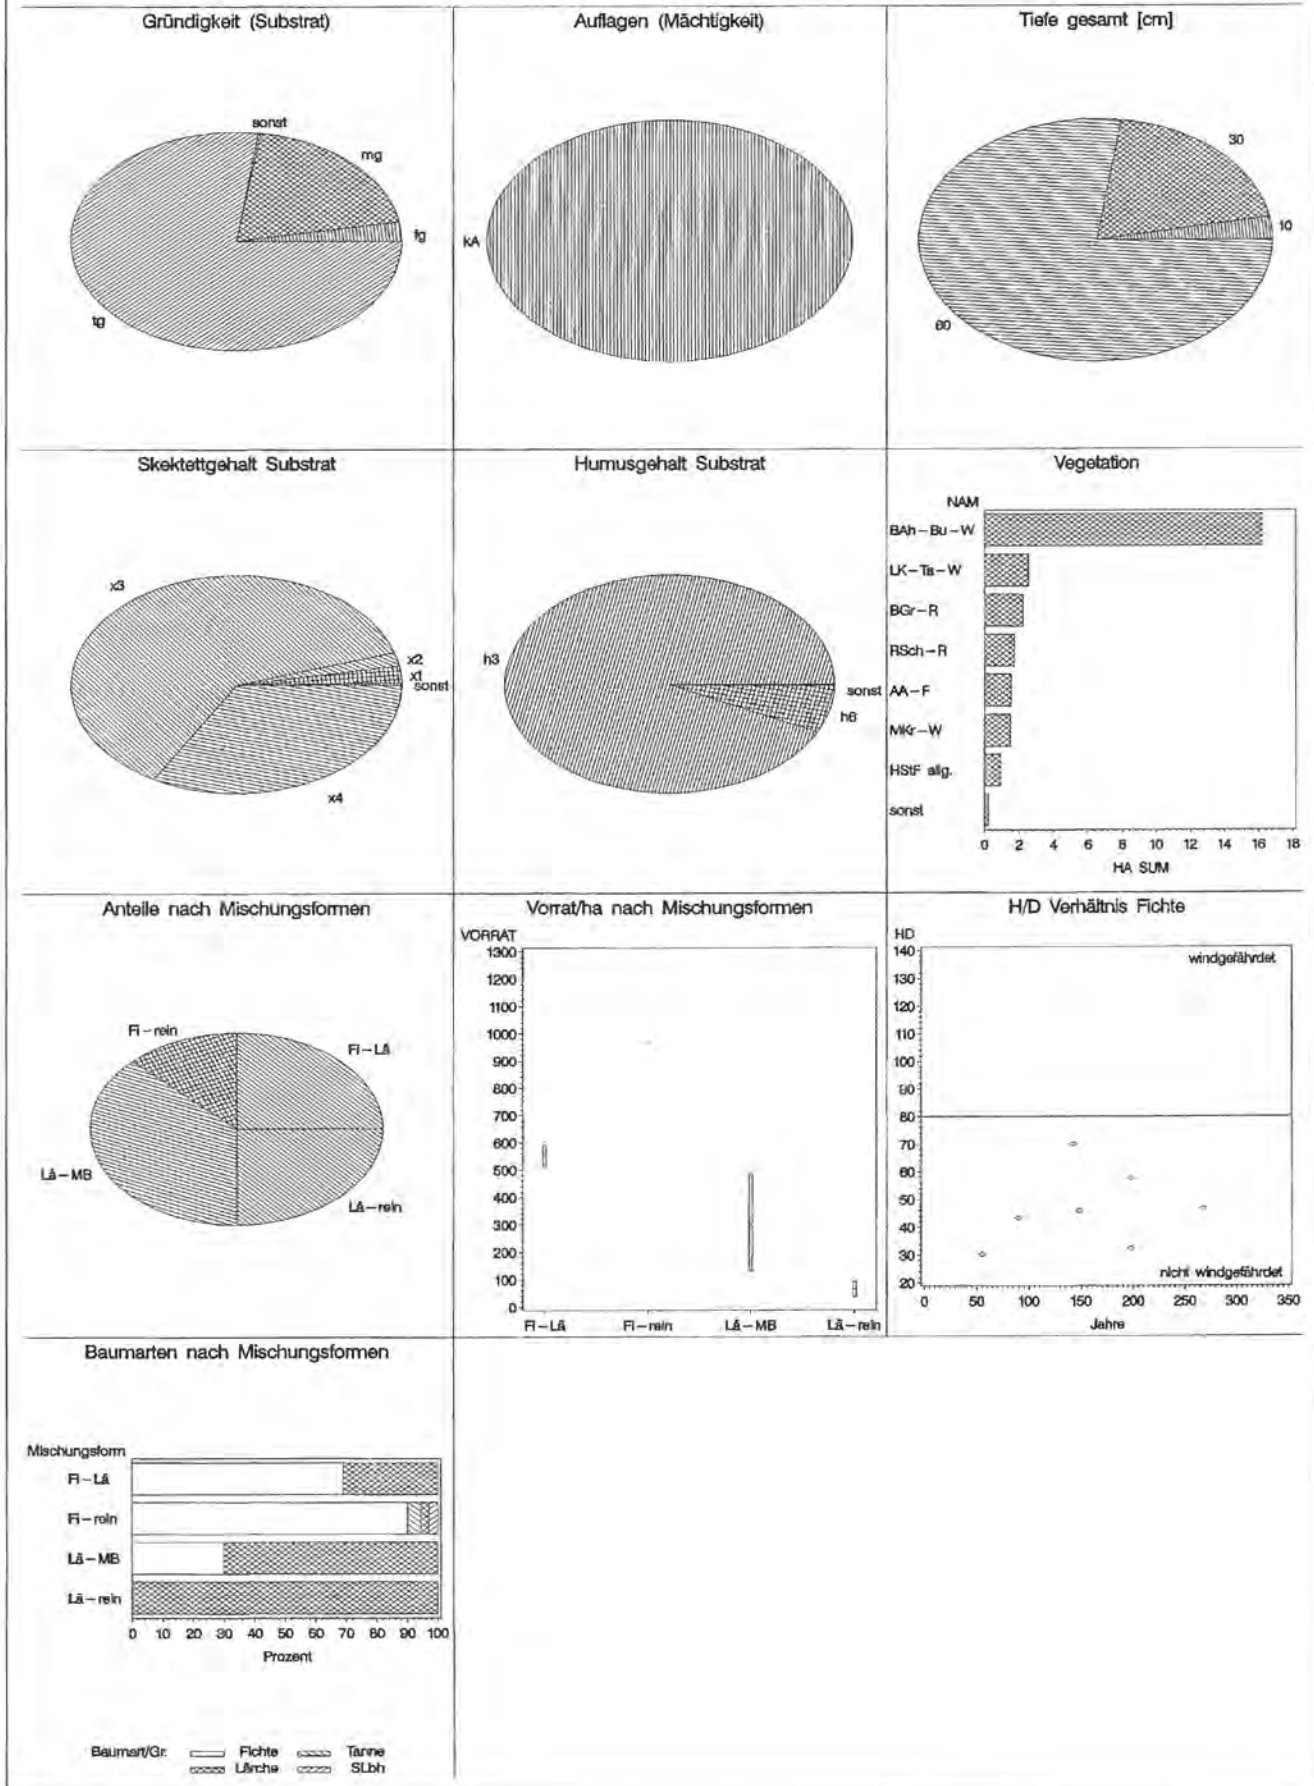 Gründigkeit (Substrat)
sonst
mg
fg
tg
Auflagen (Mächtigkeit)
kA
Tiefe gesamt [cm]
30
10
60
Skektettgehalt Substrat
x3
x2
x1
sonst
x4
Humusgehalt Substrat
h3
sonst
h6
Vegetation
NAM
BAh-Bu-W
LK-Ta-W
BGr-R
RSch-R
AA-F
MKr-W
HStF allg.
sonst
0 2 4 6 8 10 12 14 16 18
HA SUM
Anteile nach Mischungsformen
Fi-rein
Fi-Lä
Lä-MB
Lä-rein
Vorrat/ha nach Mischungsformen
VORRAT
1300
1200
1100
1000
900
800
700
600
500
400
300
200
100
0
Fi-Lä Fi-rein Lä-MB Lä-rein
H/D Verhältnis Fichte
HD
140
130
120
110
100
90
80
70
60
50
40
30
20
windgefährdet
nicht windgefährdet
0 50 100 150 200 250 300 350
Jahre
Baumarten nach Mischungsformen
Mischungsform
Fi-Lä
Fi-rein
Lä-MB
Lä-rein
0 10 20 30 40 50 60 70 80 90 100
Prozent
Baumart/Gr. Fichte Tanne
Lärche SLbh